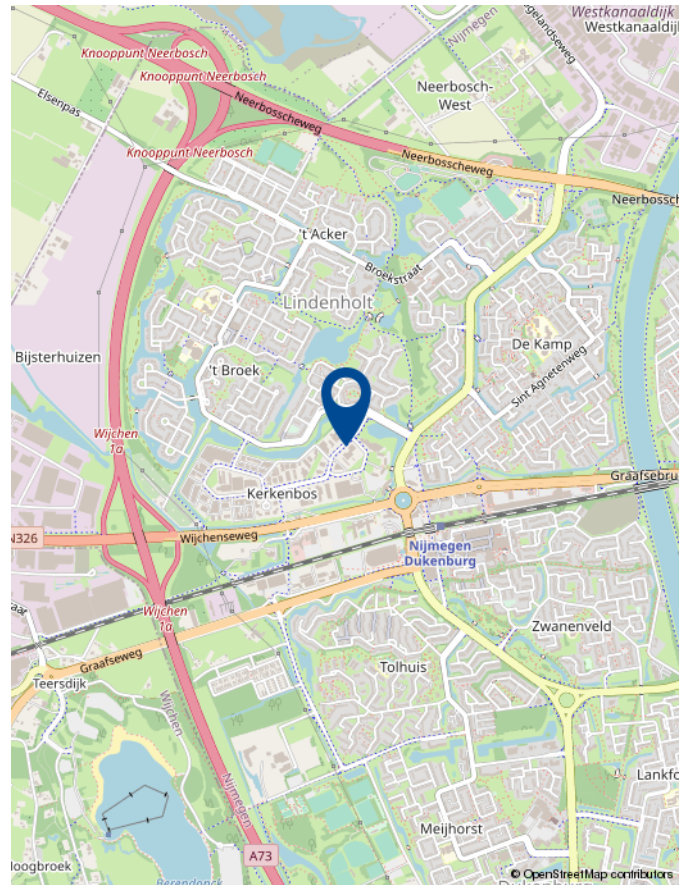 Westkanaaldijk
Westkanaaldijk
Nijmegen
Knooppunt Neerbosch
Knooppunt Neerbosch
Neerbosch-
West
Elsenpas
Neerbosscheweg
Knooppunt Neerbosch
Neerbosscheweg
't Acker
Broekstraat
Lindenholt
De Kamp
Bijsterhuizen
't Broek
Sint Agnetenweg
Wijchen
1a
Kerkenbos
Graafsebru
N326
Wijchenseweg
Nijmegen
Dukenburg
Wijchen
1a
Zwanenveld
Graafseweg
Tolhuis
Teersdijk
Wijchen
Nijmegen
Lankfo
Meijhorst
A73
© OpenStreetMap contributors